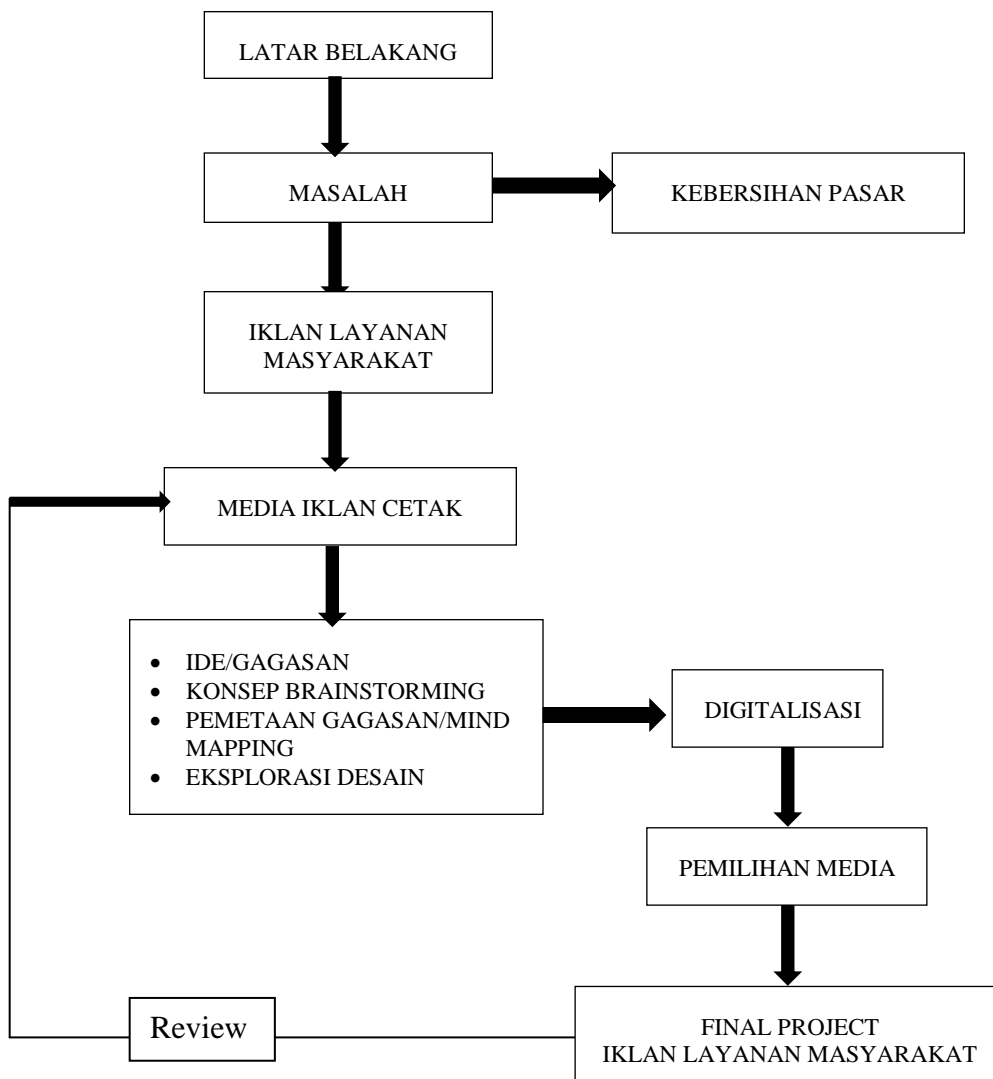 LATAR BELAKANG
MASALAH
KEBERSIHAN PASAR
IKLAN LAYANAN
MASYARAKAT
MEDIA IKLAN CETAK
• IDE/GAGASAN
• KONSEP BRAINSTORMING
• PEMETAAN GAGASAN/MIND
MAPPING
• EKSPLORASI DESAIN
DIGITALISASI
PEMILIHAN MEDIA
Review
FINAL PROJECT
IKLAN LAYANAN MASYARAKAT